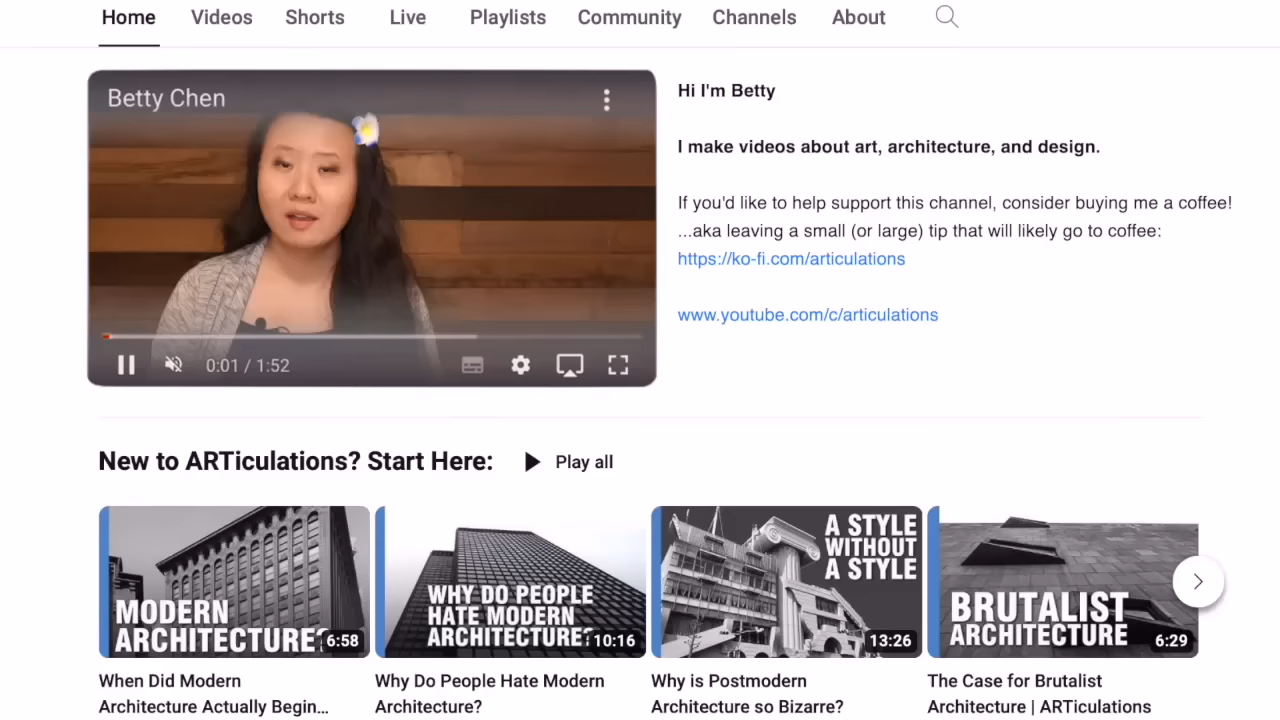 Home Videos Shorts Live Playlists Community Channels About
Betty Chen
0:01 / 1:52
Hi I'm Betty
I make videos about art, architecture, and design.
If you'd like to help support this channel, consider buying me a coffee!
...aka leaving a small (or large) tip that will likely go to coffee:
https://ko-fi.com/articulations
www.youtube.com/c/articulations
New to ARTiculations? Start Here: Play all
MODERN
ARCHITECTURE?
6:58
When Did Modern
Architecture Actually Begin...
WHY DO PEOPLE
HATE MODERN
ARCHITECTURE?
10:16
Why Do People Hate Modern
Architecture?
A STYLE
WITHOUT
A STYLE
13:26
Why is Postmodern
Architecture so Bizarre?
BRUTALIST
ARCHITECTURE
6:29
The Case for Brutalist
Architecture | ARTiculations